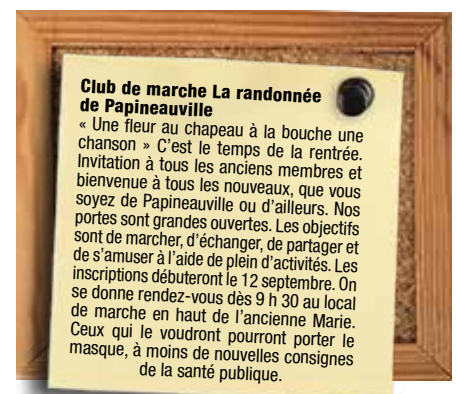 Club de marche La randonnée
de Papineauville
« Une fleur au chapeau à la bouche une
chanson » C'est le temps de la rentrée.
Invitation à tous les anciens membres et
bienvenue à tous les nouveaux, que vous
soyez de Papineauville ou d'ailleurs. Nos
portes sont grandes ouvertes. Les objectifs
sont de marcher, d'échanger, de partager et
de s'amuser à l'aide de plein d'activités. Les
inscriptions débuteront le 12 septembre. On
se donne rendez-vous dès 9 h 30 au local
de marche en haut de l'ancienne Marie.
Ceux qui le voudront pourront porter le
masque, à moins de nouvelles consignes
de la santé publique.